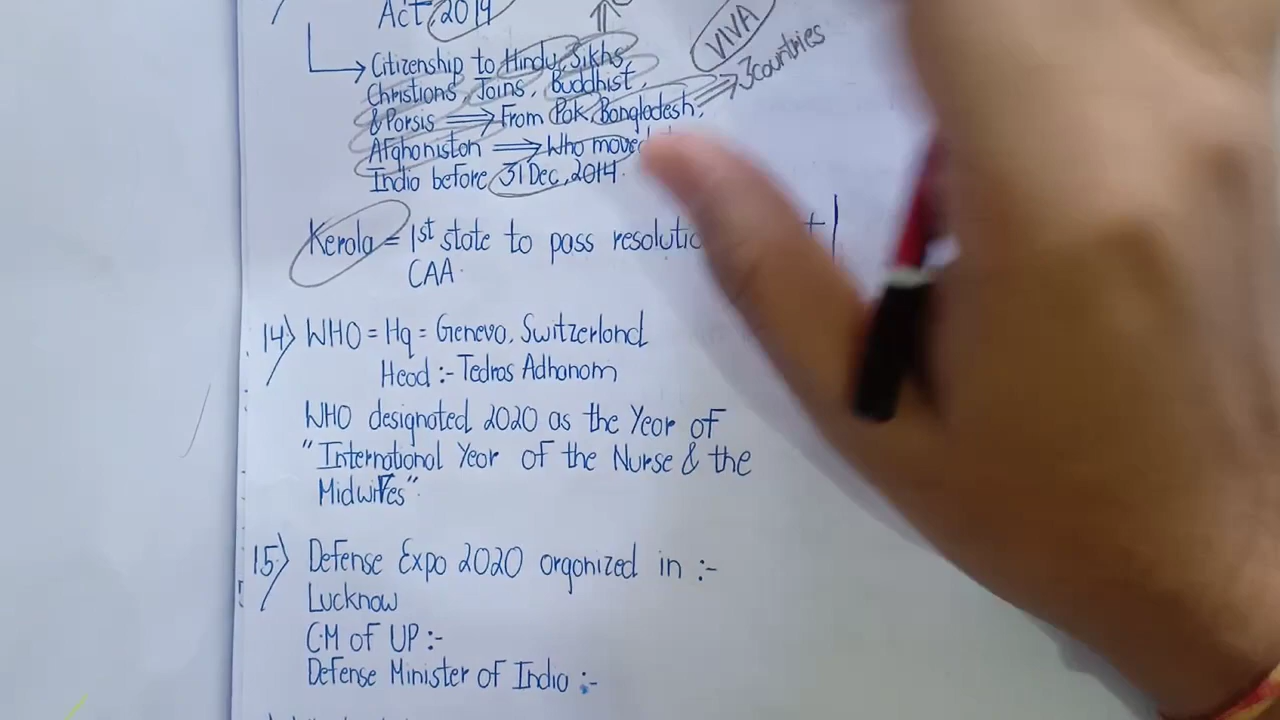 Act, 2019
Citizenship to Hindu, Sikhs,
Christians, Jains, Buddhist,
& Parsis ⟹ From Pak, Bangladesh,
⟹ 3 countries
VIVA
Afghanistan ⟹ Who moved
India before 31 Dec, 2014.
Kerala = 1st state to pass
CAA.
14) WHO = Hq = Geneva, Switzerland
Head :- Tedros Adhanom
WHO designated 2020 as the Year of
"International Year of the Nurse & the
Midwifes"
15) Defense Expo 2020 organized in :-
Lucknow
C.M of UP :-
Defense Minister of India :-